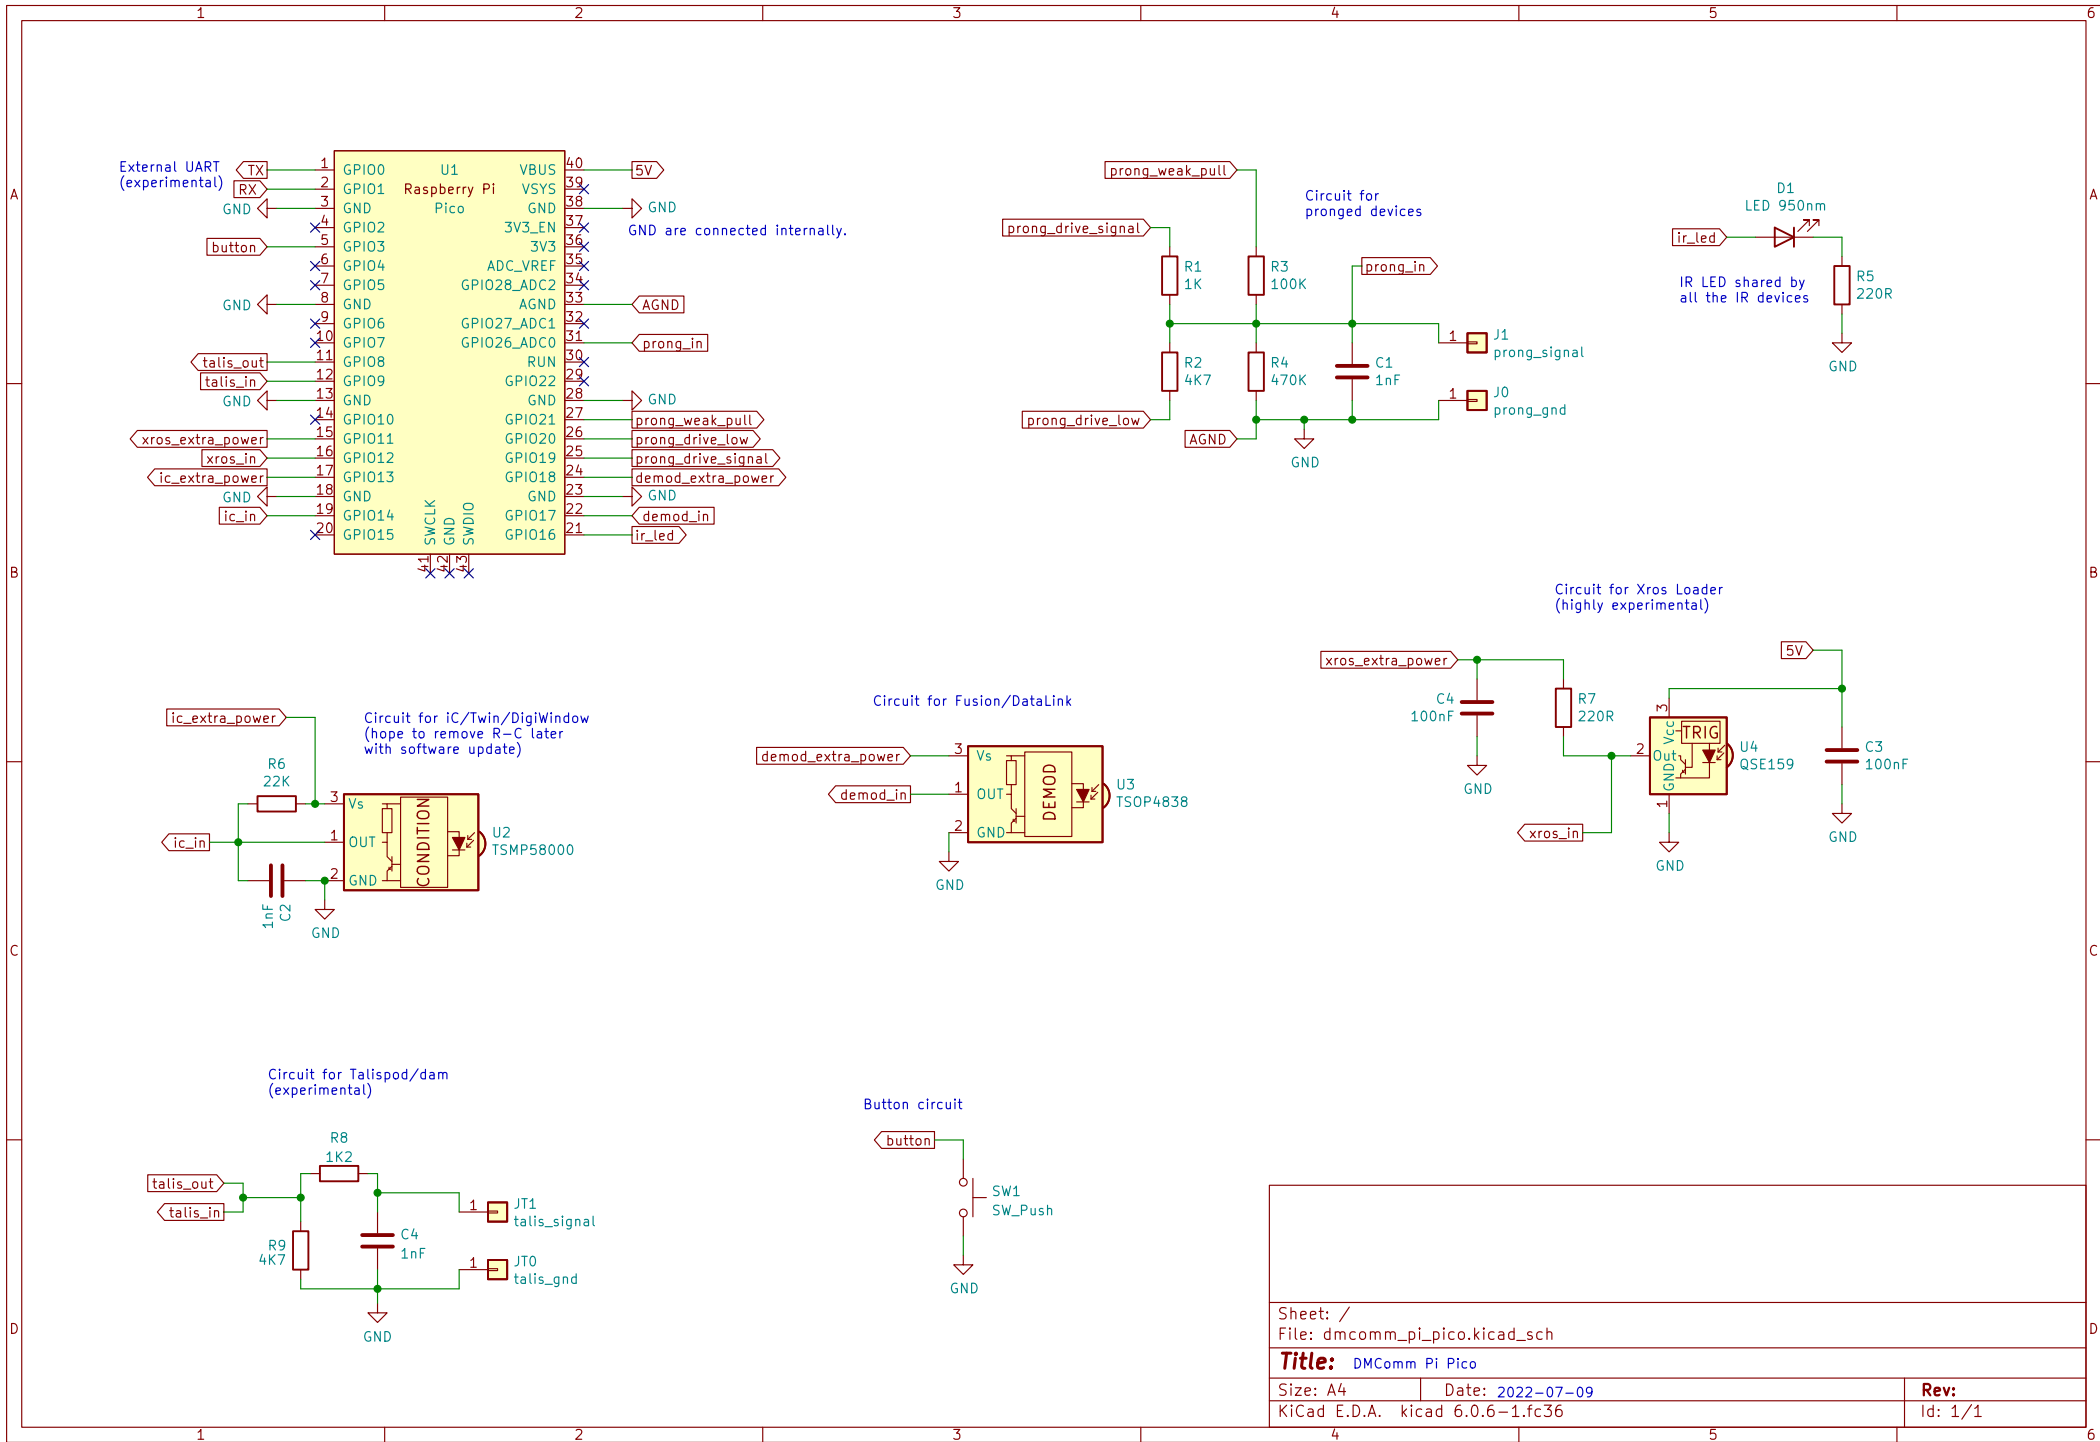 1 2 3 4 5 6
A
B
C
D
A
B
C
D
External UART
(experimental)
TX
RX
GND
button
GND
talis_out
talis_in
GND
xros_extra_power
xros_in
ic_extra_power
GND
ic_in
U1
Raspberry Pi
Pico
1 GPIO0
2 GPIO1
3 GND
4 GPIO2
5 GPIO3
6 GPIO4
7 GPIO5
8 GND
9 GPIO6
10 GPIO7
11 GPIO8
12 GPIO9
13 GND
14 GPIO10
15 GPIO11
16 GPIO12
17 GPIO13
18 GND
19 GPIO14
20 GPIO15
SWCLK 41
GND 42
SWDIO 43
VBUS 40
VSYS 39
GND 38
3V3_EN 37
3V3 36
ADC_VREF 35
GPIO28_ADC2 34
AGND 33
GPIO27_ADC1 32
GPIO26_ADC0 31
RUN 30
GPIO22 29
GND 28
GPIO21 27
GPIO20 26
GPIO19 25
GPIO18 24
GND 23
GPIO17 22
GPIO16 21
5V
GND
GND are connected internally.
AGND
prong_in
GND
prong_weak_pull
prong_drive_low
prong_drive_signal
demod_extra_power
GND
demod_in
ir_led
Circuit for
pronged devices
prong_weak_pull
prong_drive_signal
prong_in
R1
1K
R3
100K
R2
4K7
R4
470K
C1
1nF
1
J1
prong_signal
1
J0
prong_gnd
prong_drive_low
AGND
GND
D1
LED 950nm
ir_led
IR LED shared by
all the IR devices
R5
220R
GND
Circuit for Xros Loader
(highly experimental)
xros_extra_power
5V
C4
100nF
GND
R7
220R
3
Vcc
TRIG
2
Out
GND
1
U4
QSE159
C3
100nF
xros_in
GND
GND
Circuit for iC/Twin/DigiWindow
(hope to remove R-C later
with software update)
ic_extra_power
R6
22K
ic_in
3 Vs
1 OUT
2 GND
CONDITION
U2
TSMP58000
1nF
C2
GND
Circuit for Fusion/DataLink
demod_extra_power
demod_in
3 Vs
1 OUT
2 GND
DEMOD
U3
TSOP4838
GND
Circuit for Talispod/dam
(experimental)
R8
1K2
talis_out
talis_in
R9
4K7
C4
1nF
1
JT1
talis_signal
1
JT0
talis_gnd
GND
Button circuit
button
SW1
SW_Push
GND
Sheet: /
File: dmcomm_pi_pico.kicad_sch
Title: DMComm Pi Pico
Size: A4 Date: 2022-07-09 Rev:
KiCad E.D.A. kicad 6.0.6-1.fc36 Id: 1/1
1 2 3 4 5 6